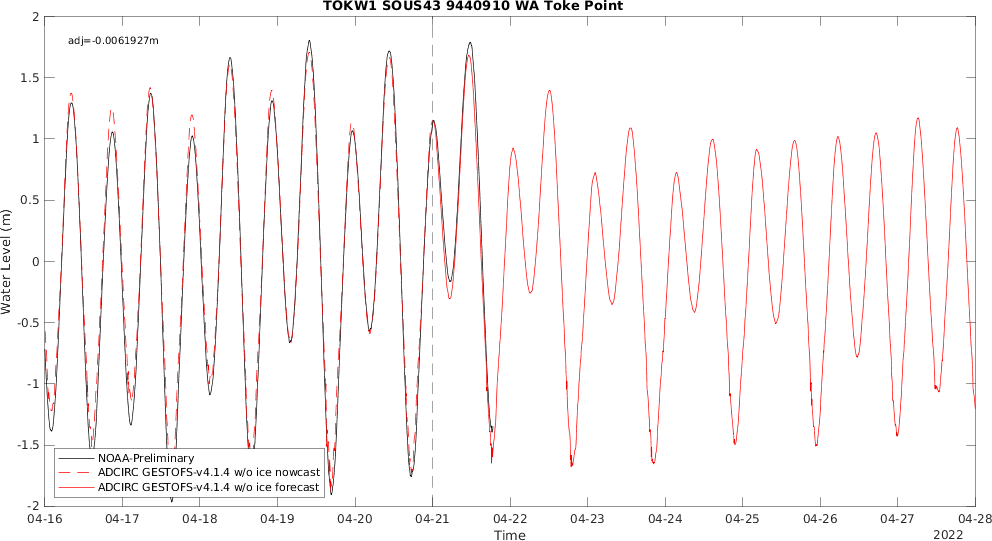 TOKW1 SOUS43 9440910 WA Toke Point
adj=-0.0061927m
Water Level (m)
2
1.5
1
0.5
0
-0.5
-1
-1.5
-2
NOAA-Preliminary
ADCIRC GESTOFS-v4.1.4 w/o ice nowcast
ADCIRC GESTOFS-v4.1.4 w/o ice forecast
04-16 04-17 04-18 04-19 04-20 04-21 04-22 04-23 04-24 04-25 04-26 04-27 04-28
Time
2022